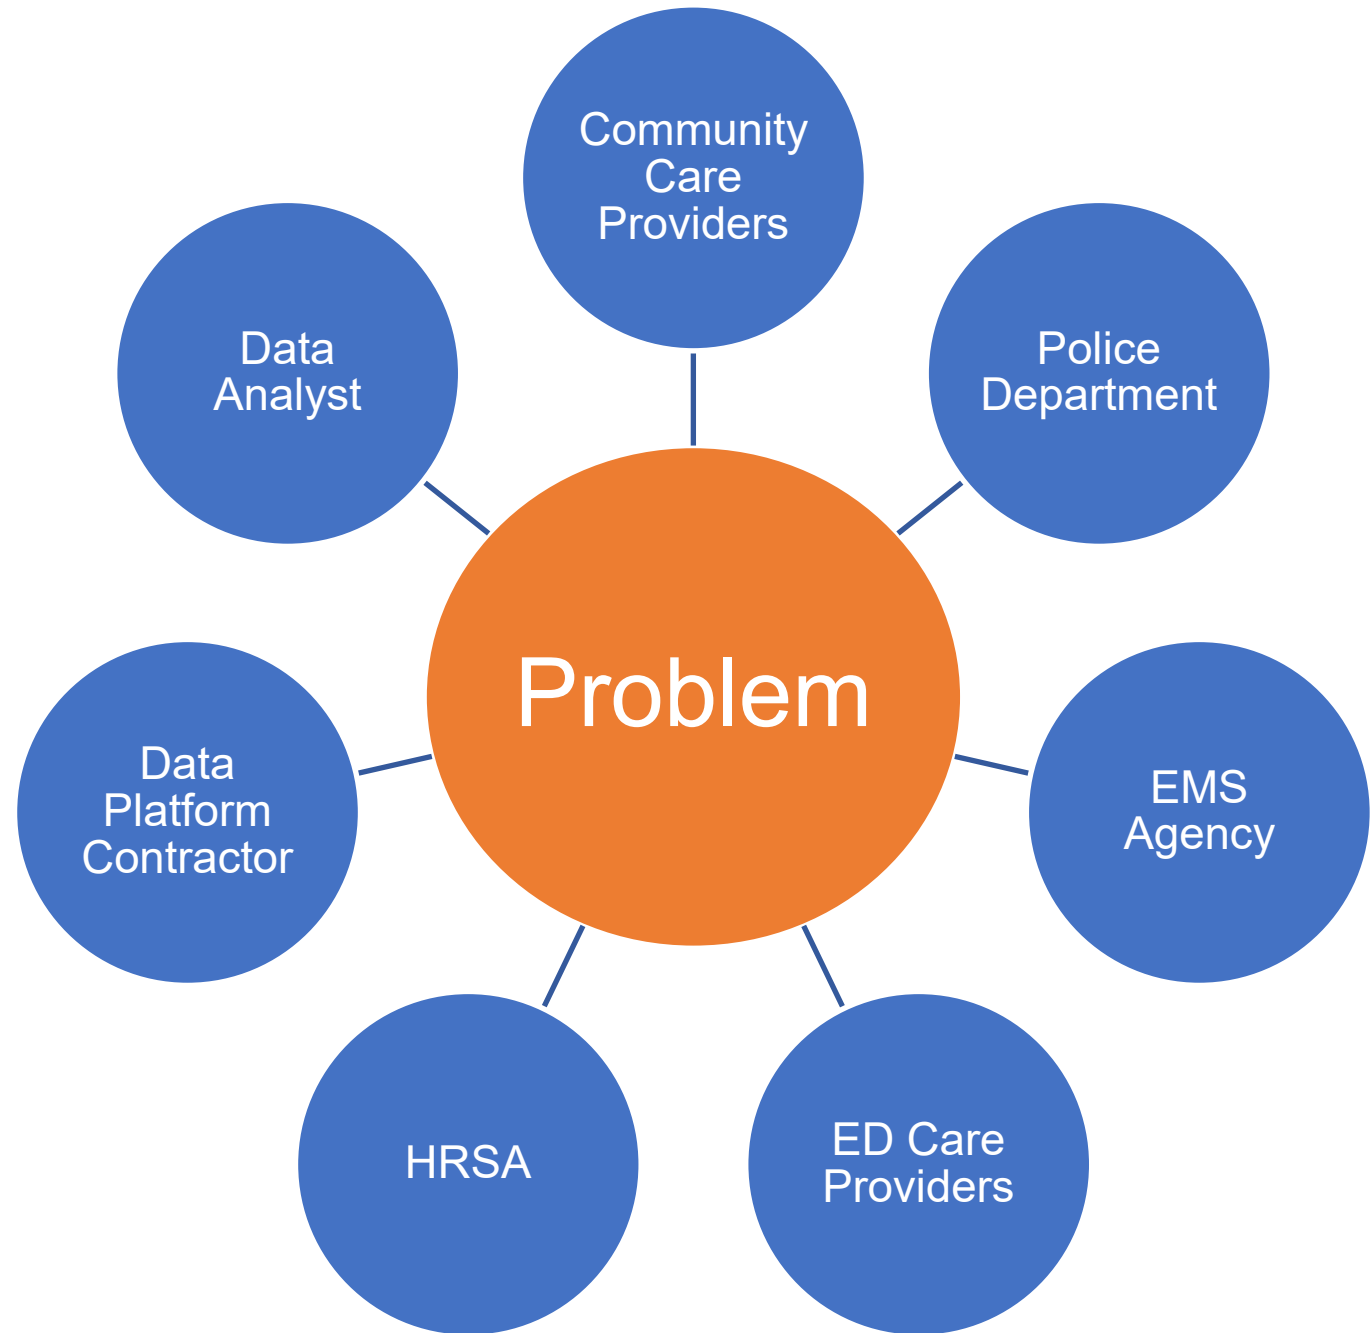 Community
Care
Providers
Police
Department
EMS
Agency
ED Care
Providers
HRSA
Data
Platform
Contractor
Data
Analyst
Problem